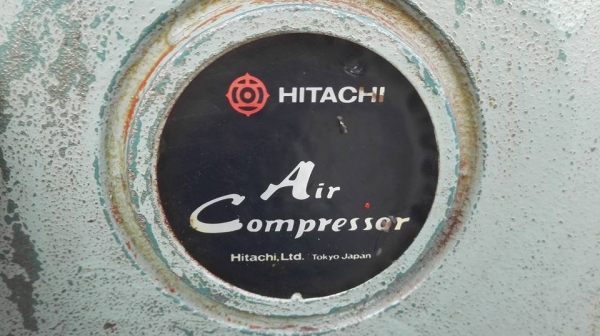 HITACHI
Air
Compressor
Hitachi, Ltd. Tokyo Japan